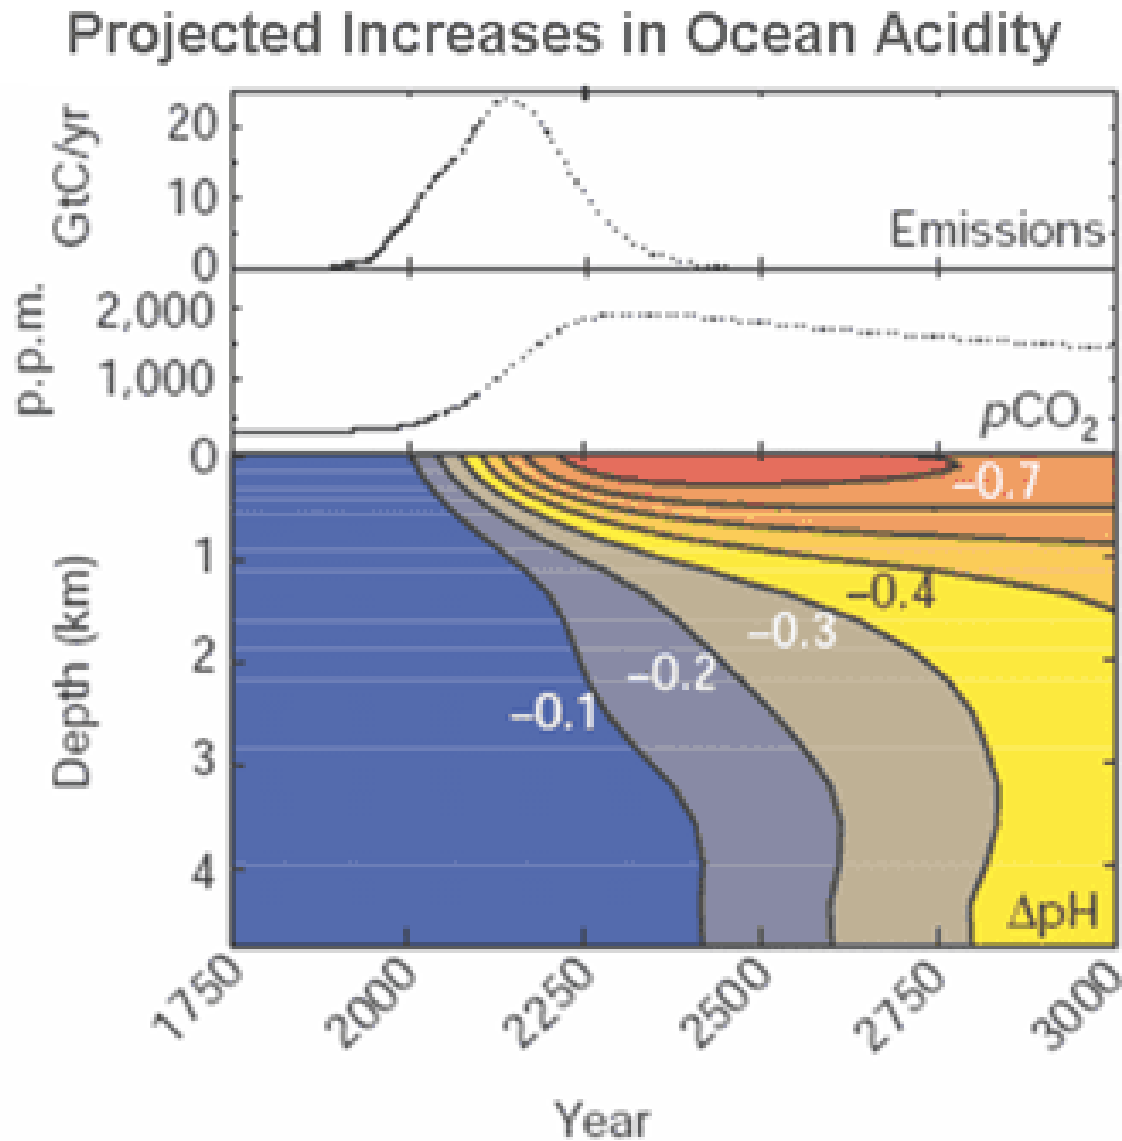 Projected Increases in Ocean Acidity
GtC/yr
20
10
0
Emissions
p.p.m.
2,000
1,000
pCO2
Depth (km)
0
1
2
3
4
–0.7
–0.4
–0.3
–0.2
–0.1
ΔpH
1750
2000
2250
2500
2750
3000
Year